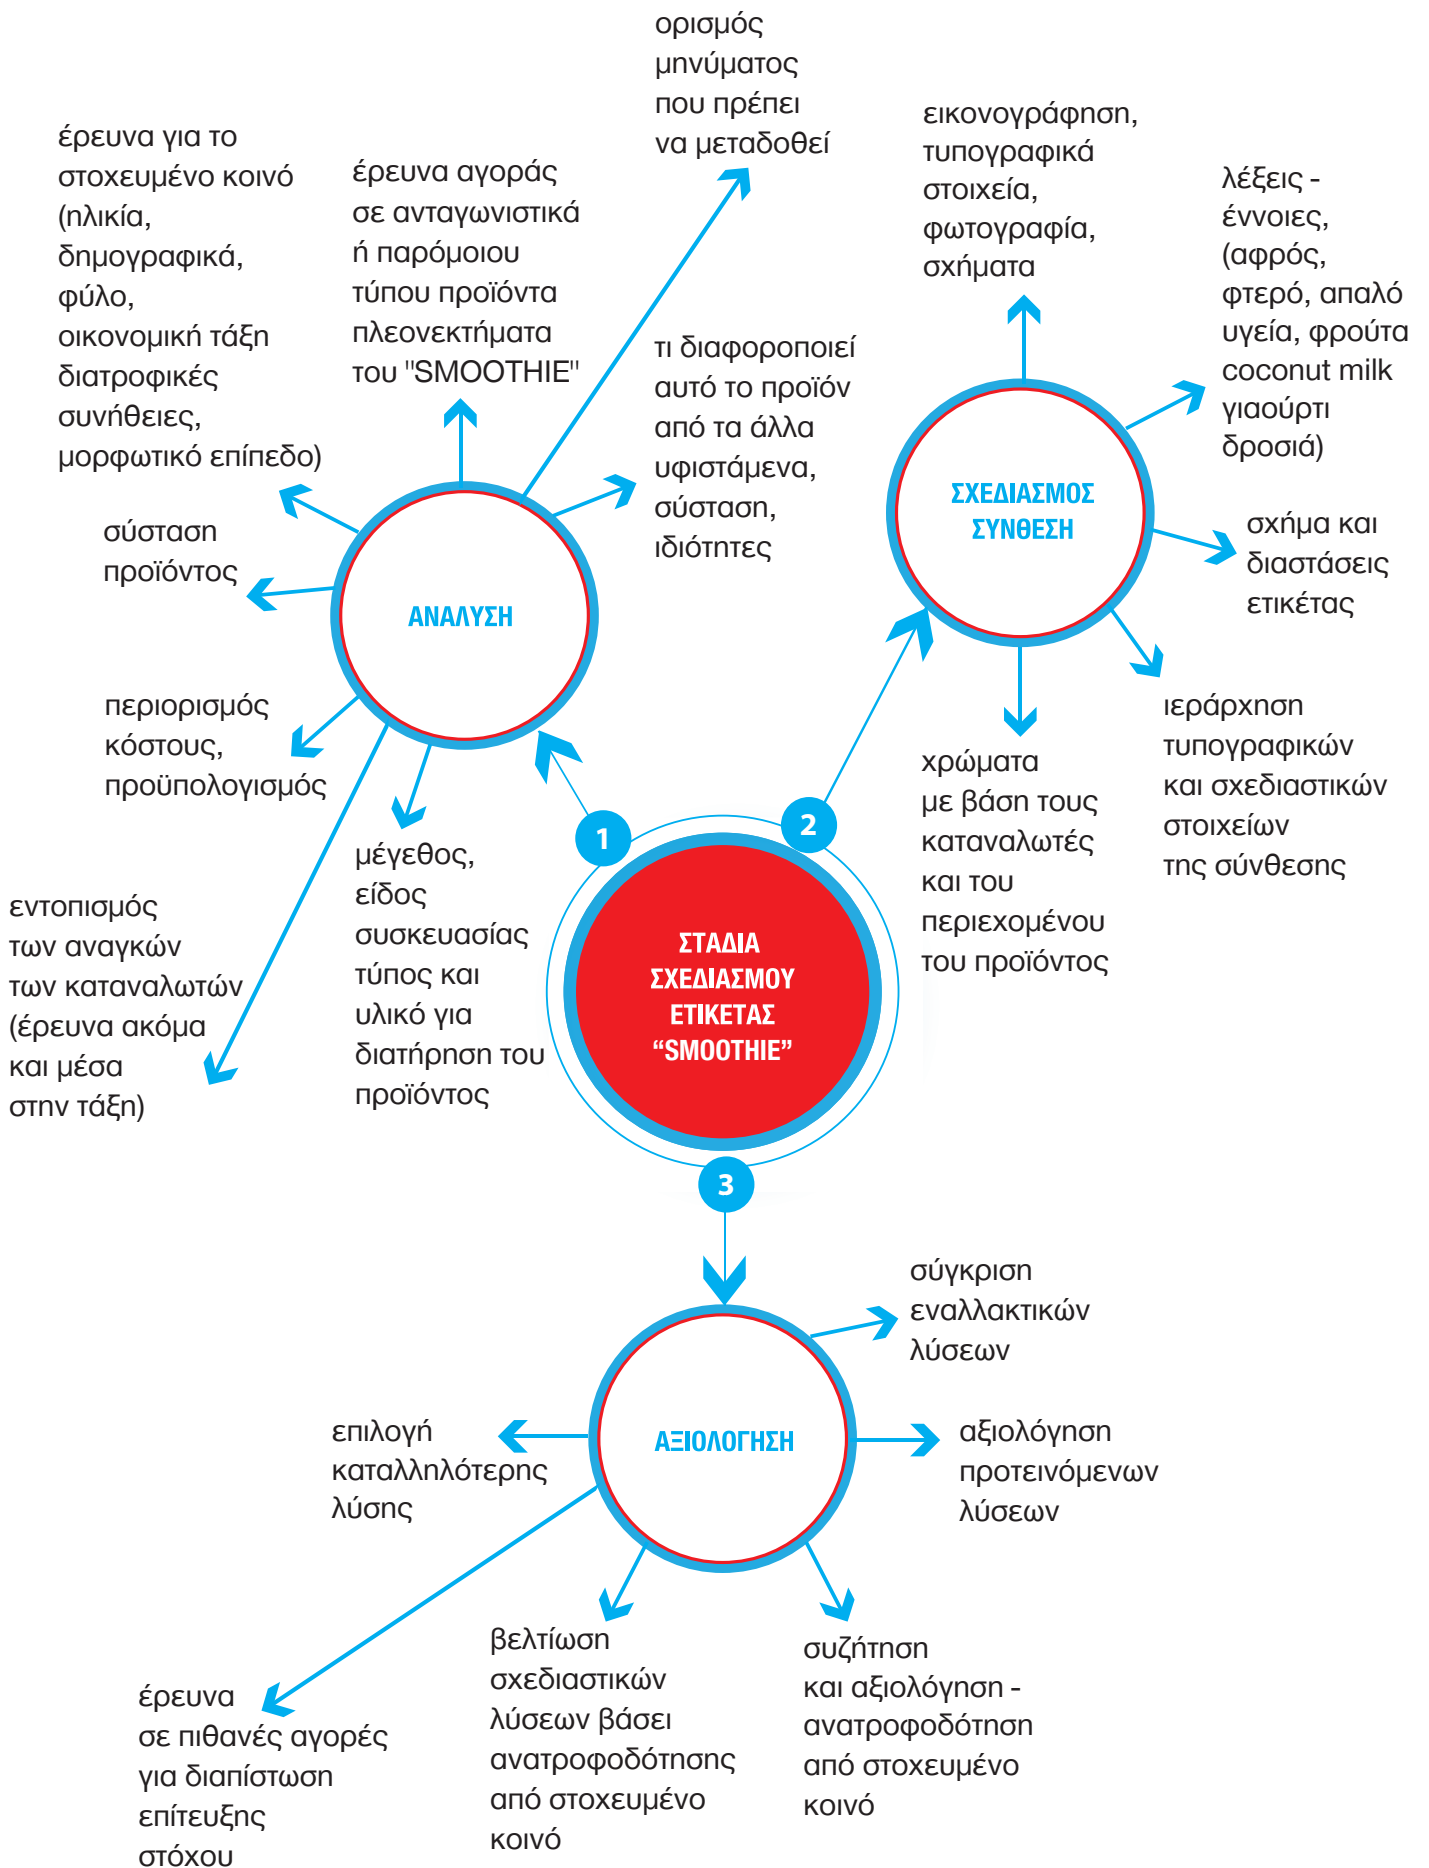 ορισμός
μηνύματος
που πρέπει
να μεταδοθεί
έρευνα για το
στοχευμένο κοινό
(ηλικία,
δημογραφικά,
φύλο,
οικονομική τάξη
διατροφικές
συνήθειες,
μορφωτικό επίπεδο)
έρευνα αγοράς
σε ανταγωνιστικά
ή παρόμοιου
τύπου προϊόντα
πλεονεκτήματα
του "SMOOTHIE"
τι διαφοροποιεί
αυτό το προϊόν
από τα άλλα
υφιστάμενα,
σύσταση,
ιδιότητες
σύσταση
προϊόντος
ΑΝΑΛΥΣΗ
περιορισμός
κόστους,
προϋπολογισμός
εντοπισμός
των αναγκών
των καταναλωτών
(έρευνα ακόμα
και μέσα
στην τάξη)
μέγεθος,
είδος
συσκευασίας
τύπος και
υλικό για
διατήρηση του
προϊόντος
1
εικονογράφηση,
τυπογραφικά
στοιχεία,
φωτογραφία,
σχήματα
λέξεις -
έννοιες,
(αφρός,
φτερό, απαλό
υγεία, φρούτα
coconut milk
γιαούρτι
δροσιά)
ΣΧΕΔΙΑΣΜΟΣ
ΣΥΝΘΕΣΗ
σχήμα και
διαστάσεις
ετικέτας
ιεράρχηση
τυπογραφικών
και σχεδιαστικών
στοιχείων
της σύνθεσης
χρώματα
με βάση τους
καταναλωτές
και του
περιεχομένου
του προϊόντος
2
ΣΤΑΔΙΑ
ΣΧΕΔΙΑΣΜΟΥ
ΕΤΙΚΕΤΑΣ
“SMOOTHIE”
3
σύγκριση
εναλλακτικών
λύσεων
ΑΞΙΟΛΟΓΗΣΗ
επιλογή
καταλληλότερης
λύσης
αξιολόγηση
προτεινόμενων
λύσεων
έρευνα
σε πιθανές αγορές
για διαπίστωση
επίτευξης
στόχου
βελτίωση
σχεδιαστικών
λύσεων βάσει
ανατροφοδότησης
από στοχευμένο
κοινό
συζήτηση
και αξιολόγηση -
ανατροφοδότηση
από στοχευμένο
κοινό